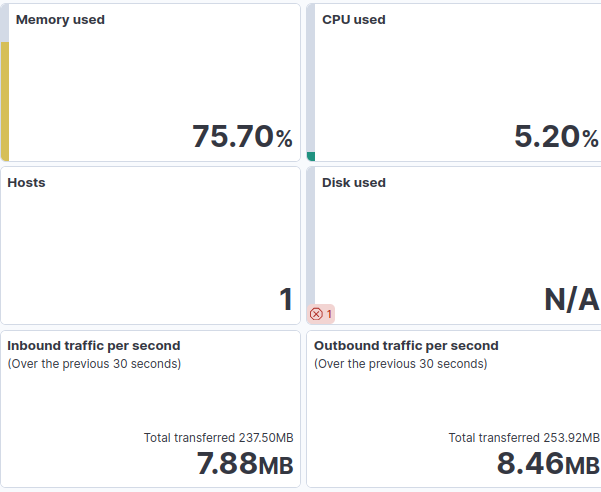 Memory used
75.70%
CPU used
5.20%
Hosts
1
Disk used
N/A
1
Inbound traffic per second
(Over the previous 30 seconds)
Total transferred 237.50MB
7.88MB
Outbound traffic per second
(Over the previous 30 seconds)
Total transferred 253.92MB
8.46MB